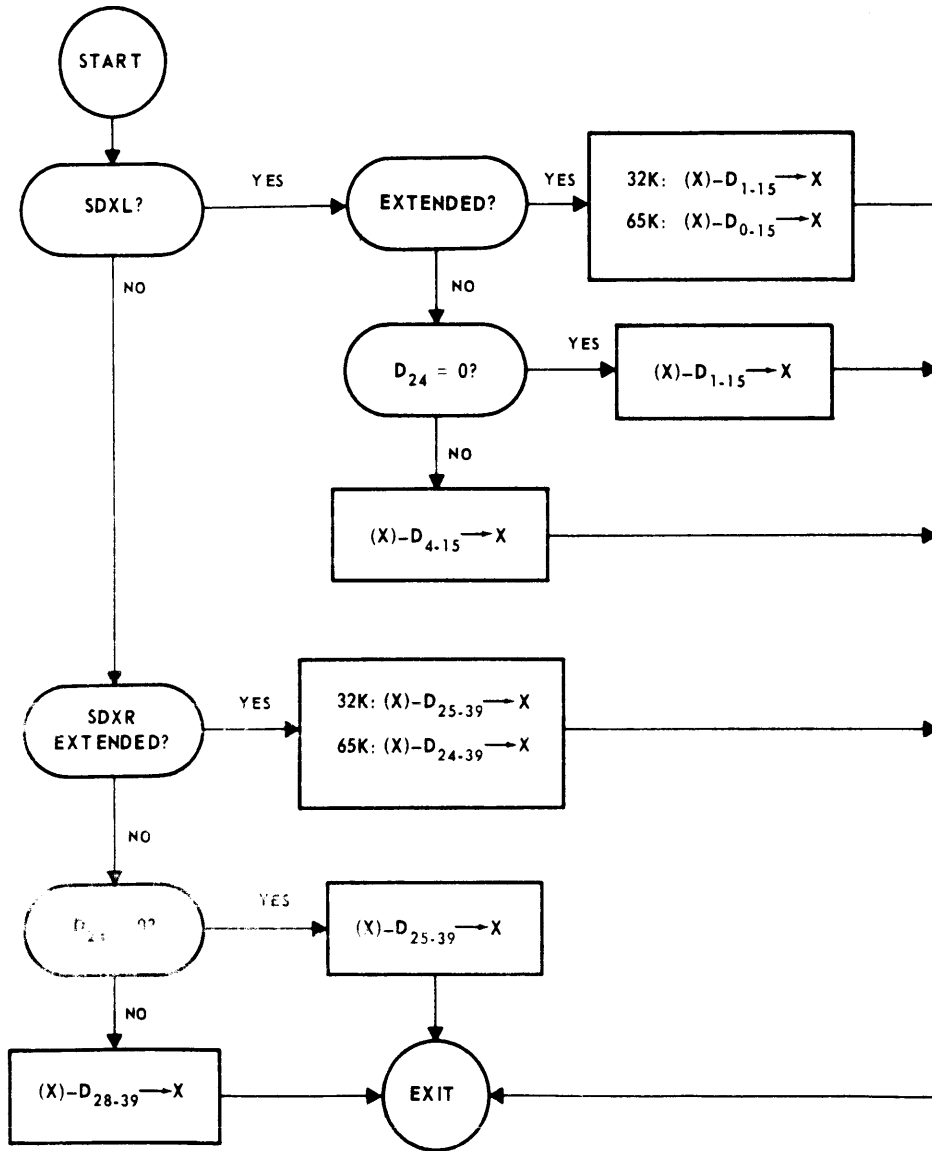 START
SDXL?
YES
EXTENDED?
YES
32K: (X)–D₁₋₁₅ → X
65K: (X)–D₀₋₁₅ → X
NO
NO
D₂₄ = 0?
YES
(X)–D₁₋₁₅ → X
NO
(X)–D₄₋₁₅ → X
SDXR
EXTENDED?
YES
32K: (X)–D₂₅₋₃₉ → X
65K: (X)–D₂₄₋₃₉ → X
NO
0?
YES
(X)–D₂₅₋₃₉ → X
NO
(X)–D₂₈₋₃₉ → X
EXIT